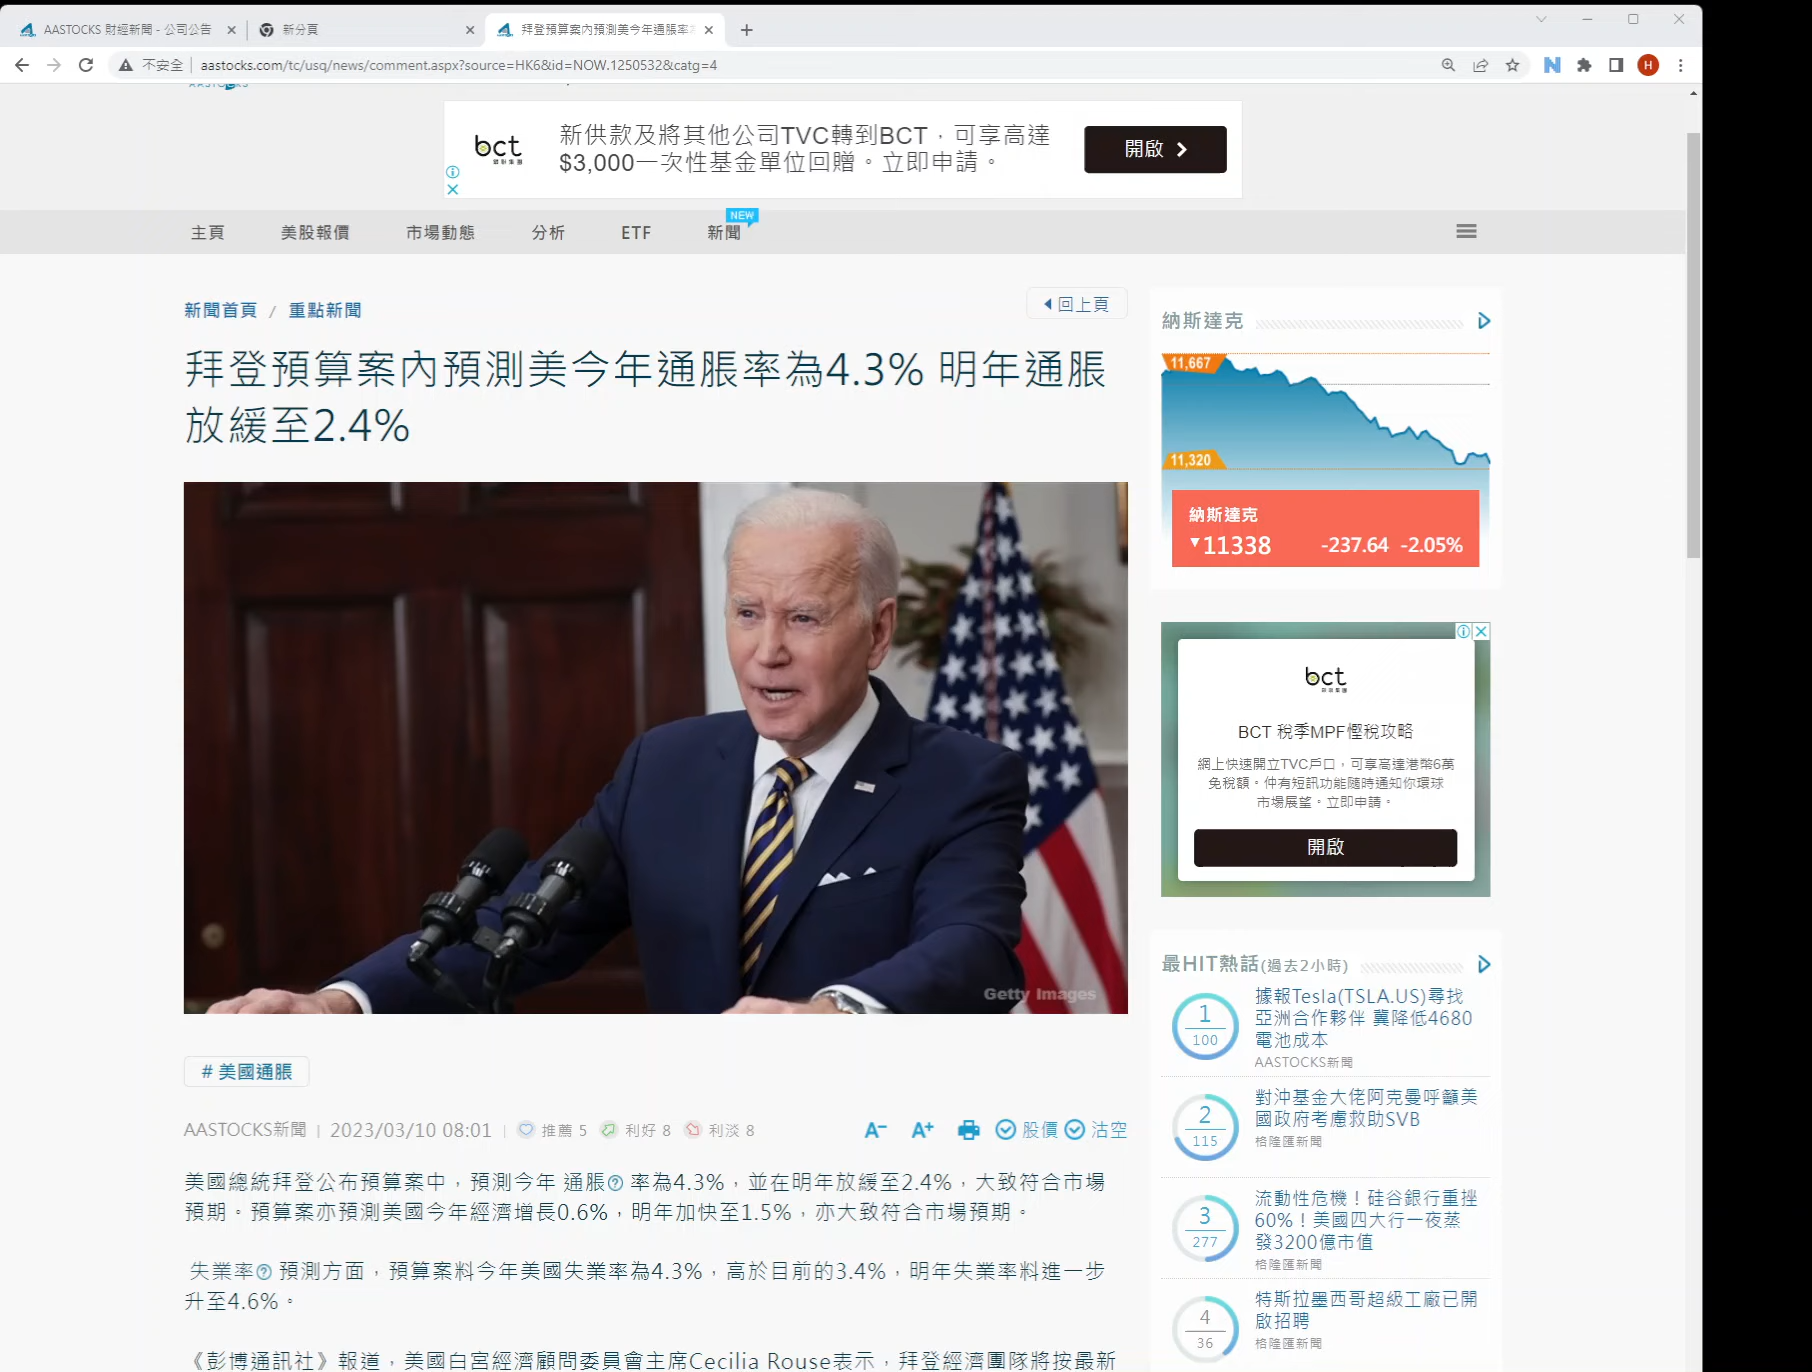 AASTOCKS 財經新聞 - 公司公告
新分頁
拜登預算案內預測美今年通脹率
不安全
aastocks.com/tc/usq/news/comment.aspx?source=HK6&id=NOW.1250532&catg=4
H
bct
新供款及將其他公司TVC轉到BCT，可享高達
$3,000一次性基金單位回贈。立即申請。
開啟
主頁
美股報價
市場動態
分析
ETF
新聞
NEW
新聞首頁 / 重點新聞
回上頁
拜登預算案內預測美今年通脹率為4.3% 明年通脹
放緩至2.4%
Getty Images
# 美國通脹
AASTOCKS新聞 | 2023/03/10 08:01 | 推薦 5 利好 8 利淡 8
A− A+ 股價 沽空
美國總統拜登公布預算案中，預測今年 通脹 率為4.3%，並在明年放緩至2.4%，大致符合市場
預期。預算案亦預測美國今年經濟增長0.6%，明年加快至1.5%，亦大致符合市場預期。
失業率 預測方面，預算案料今年美國失業率為4.3%，高於目前的3.4%，明年失業率料進一步
升至4.6%。
《彭博通訊社》報道，美國白宮經濟顧問委員會主席Cecilia Rouse表示，拜登經濟團隊將按最新
納斯達克
11,667
11,320
納斯達克
▼11338 -237.64 -2.05%
bct
BCT 稅季MPF慳稅攻略
網上快速開立TVC戶口，可享高達港幣6萬
免稅額。仲有短訊功能隨時通知你環球
市場展望。立即申請。
開啟
最HIT熱話(過去2小時)
1
100
據報Tesla(TSLA.US)尋找
亞洲合作夥伴 冀降低4680
電池成本
AASTOCKS新聞
2
115
對沖基金大佬阿克曼呼籲美
國政府考慮救助SVB
格隆匯新聞
3
277
流動性危機！硅谷銀行重挫
60%！美國四大行一夜蒸
發3200億市值
格隆匯新聞
4
36
特斯拉墨西哥超級工廠已開
啟招聘
格隆匯新聞